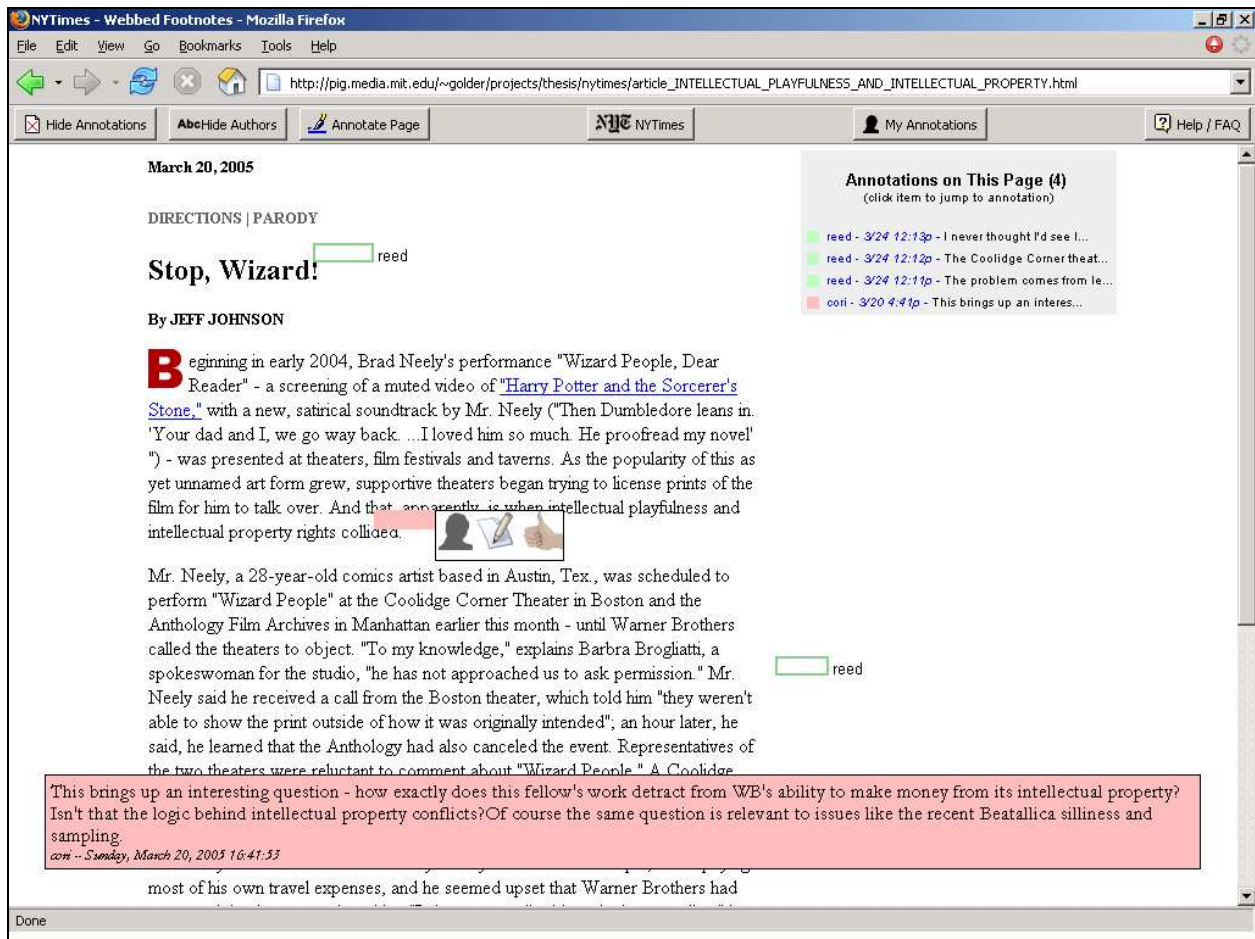 NYTimes - Webbed Footnotes - Mozilla Firefox
File Edit View Go Bookmarks Tools Help
http://pig.media.mit.edu/~golder/projects/thesis/nytimes/article_INTELLECTUAL_PLAYFULNESS_AND_INTELLECTUAL_PROPERTY.html
Hide Annotations AbcHide Authors Annotate Page NYT NYTimes My Annotations Help / FAQ
March 20, 2005
DIRECTIONS | PARODY
reed
Stop, Wizard!
By JEFF JOHNSON
Annotations on This Page (4)
(click item to jump to annotation)
reed - 3/24 12:13p - I never thought I'd see I...
reed - 3/24 12:12p - The Coolidge Corner theat...
reed - 3/24 12:11p - The problem comes from le...
cori - 3/20 4:41p - This brings up an interes...
Beginning in early 2004, Brad Neely's performance "Wizard People, Dear
Reader" - a screening of a muted video of "Harry Potter and the Sorcerer's
Stone," with a new, satirical soundtrack by Mr. Neely ("Then Dumbledore leans in.
'Your dad and I, we go way back. ...I loved him so much. He proofread my novel'
") - was presented at theaters, film festivals and taverns. As the popularity of this as
yet unnamed art form grew, supportive theaters began trying to license prints of the
film for him to talk over. And that, apparently, is when intellectual playfulness and
intellectual property rights collided.
Mr. Neely, a 28-year-old comics artist based in Austin, Tex., was scheduled to
perform "Wizard People" at the Coolidge Corner Theater in Boston and the
Anthology Film Archives in Manhattan earlier this month - until Warner Brothers
called the theaters to object. "To my knowledge," explains Barbra Brogliatti, a
spokeswoman for the studio, "he has not approached us to ask permission." Mr.
reed
Neely said he received a call from the Boston theater, which told him "they weren't
able to show the print outside of how it was originally intended"; an hour later, he
said, he learned that the Anthology had also canceled the event. Representatives of
the two theaters were reluctant to comment about "Wizard People." A Coolidge
This brings up an interesting question - how exactly does this fellow's work detract from WB's ability to make money from its intellectual property?
Isn't that the logic behind intellectual property conflicts?Of course the same question is relevant to issues like the recent Beatallica silliness and
sampling.
cori -- Sunday, March 20, 2005 16:41:53
most of his own travel expenses, and he seemed upset that Warner Brothers had
Done